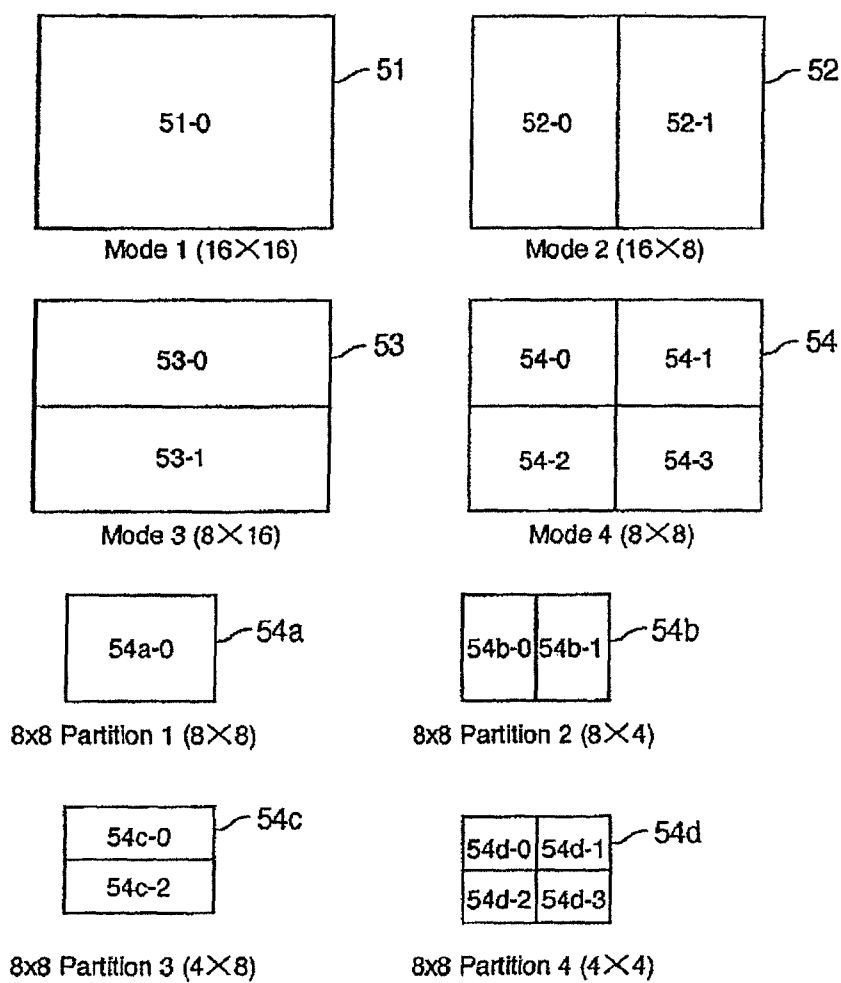 51
51-0
Mode 1 (16×16)
52
52-0 52-1
Mode 2 (16×8)
53
53-0
53-1
Mode 3 (8×16)
54
54-0 54-1
54-2 54-3
Mode 4 (8×8)
54a
54a-0
8x8 Partition 1 (8×8)
54b
54b-0 54b-1
8x8 Partition 2 (8×4)
54c
54c-0
54c-2
8x8 Partition 3 (4×8)
54d
54d-0 54d-1
54d-2 54d-3
8x8 Partition 4 (4×4)